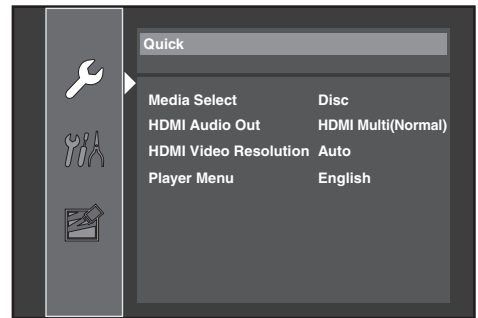 Quick
Media Select Disc
HDMI Audio Out HDMI Multi(Normal)
HDMI Video Resolution Auto
Player Menu English